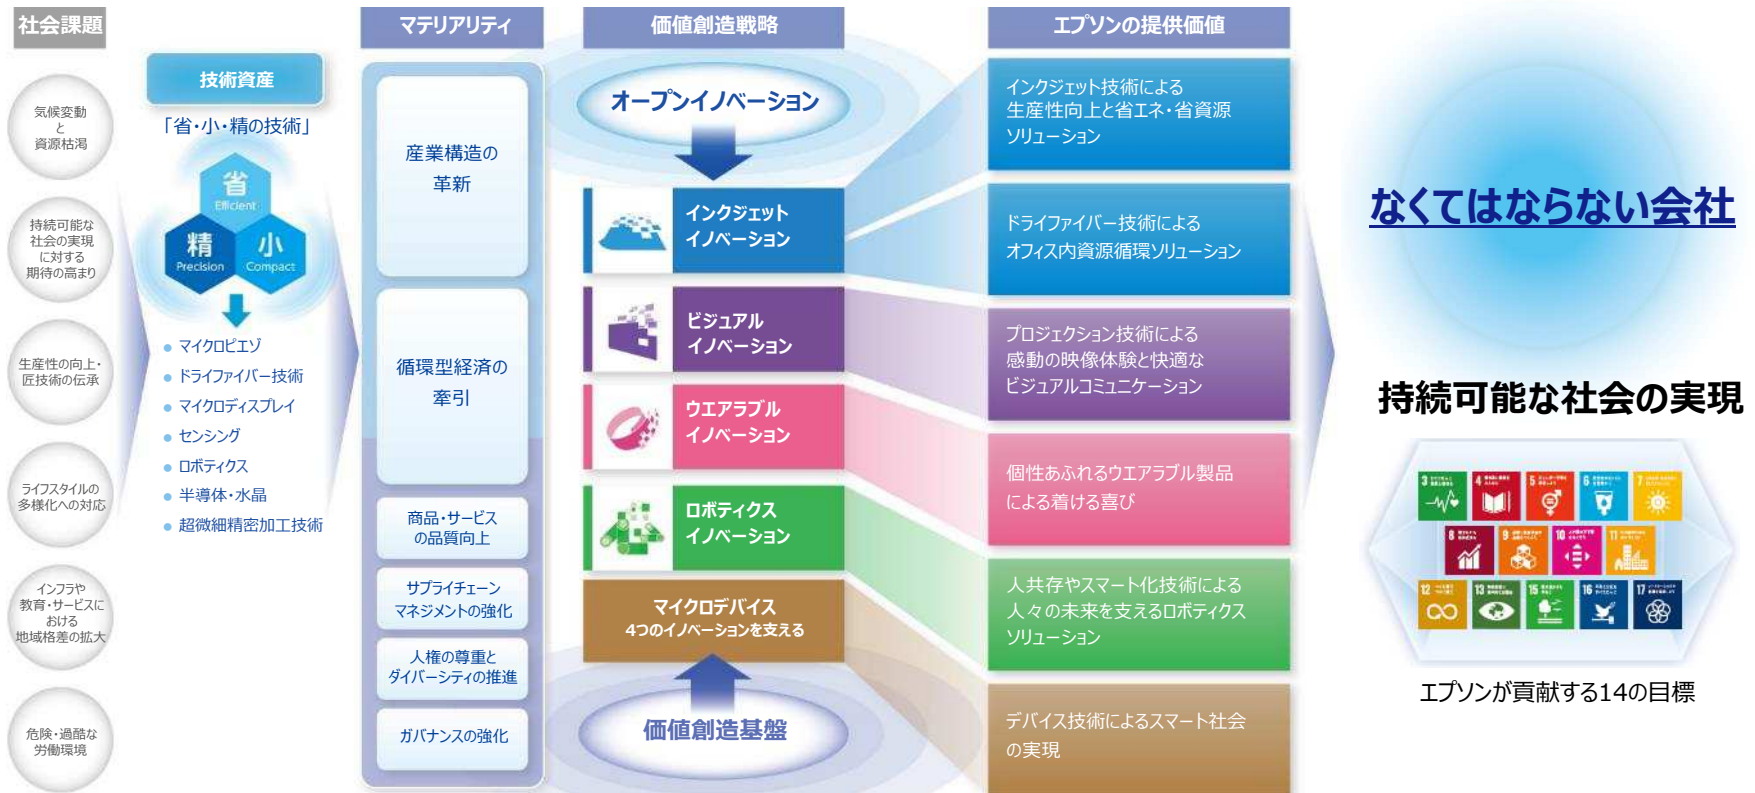 社会課題
気候変動
と
資源枯渇
持続可能な
社会の実現
に対する
期待の高まり
生産性の向上・
匠技術の伝承
ライフスタイルの
多様化への対応
インフラや
教育・サービスに
おける
地域格差の拡大
危険・過酷な
労働環境
技術資産
「省・小・精の技術」
省
Efficient
精
Precision
小
Compact
マイクロピエゾ
ドライファイバー技術
マイクロディスプレイ
センシング
ロボティクス
半導体・水晶
超微細精密加工技術
マテリアリティ
産業構造の
革新
循環型経済の
牽引
商品・サービス
の品質向上
サプライチェーン
マネジメントの強化
人権の尊重と
ダイバーシティの推進
ガバナンスの強化
価値創造戦略
オープンイノベーション
インクジェット
イノベーション
ビジュアル
イノベーション
ウエアラブル
イノベーション
ロボティクス
イノベーション
マイクロデバイス
4つのイノベーションを支える
価値創造基盤
エプソンの提供価値
インクジェット技術による
生産性向上と省エネ・省資源
ソリューション
ドライファイバー技術による
オフィス内資源循環ソリューション
プロジェクション技術による
感動の映像体験と快適な
ビジュアルコミュニケーション
個性あふれるウエアラブル製品
による着ける喜び
人共存やスマート化技術による
人々の未来を支えるロボティクス
ソリューション
デバイス技術によるスマート社会
の実現
なくてはならない会社
持続可能な社会の実現
3
4
5
6
7
8
9
10
11
12
13
15
16
17
エプソンが貢献する14の目標